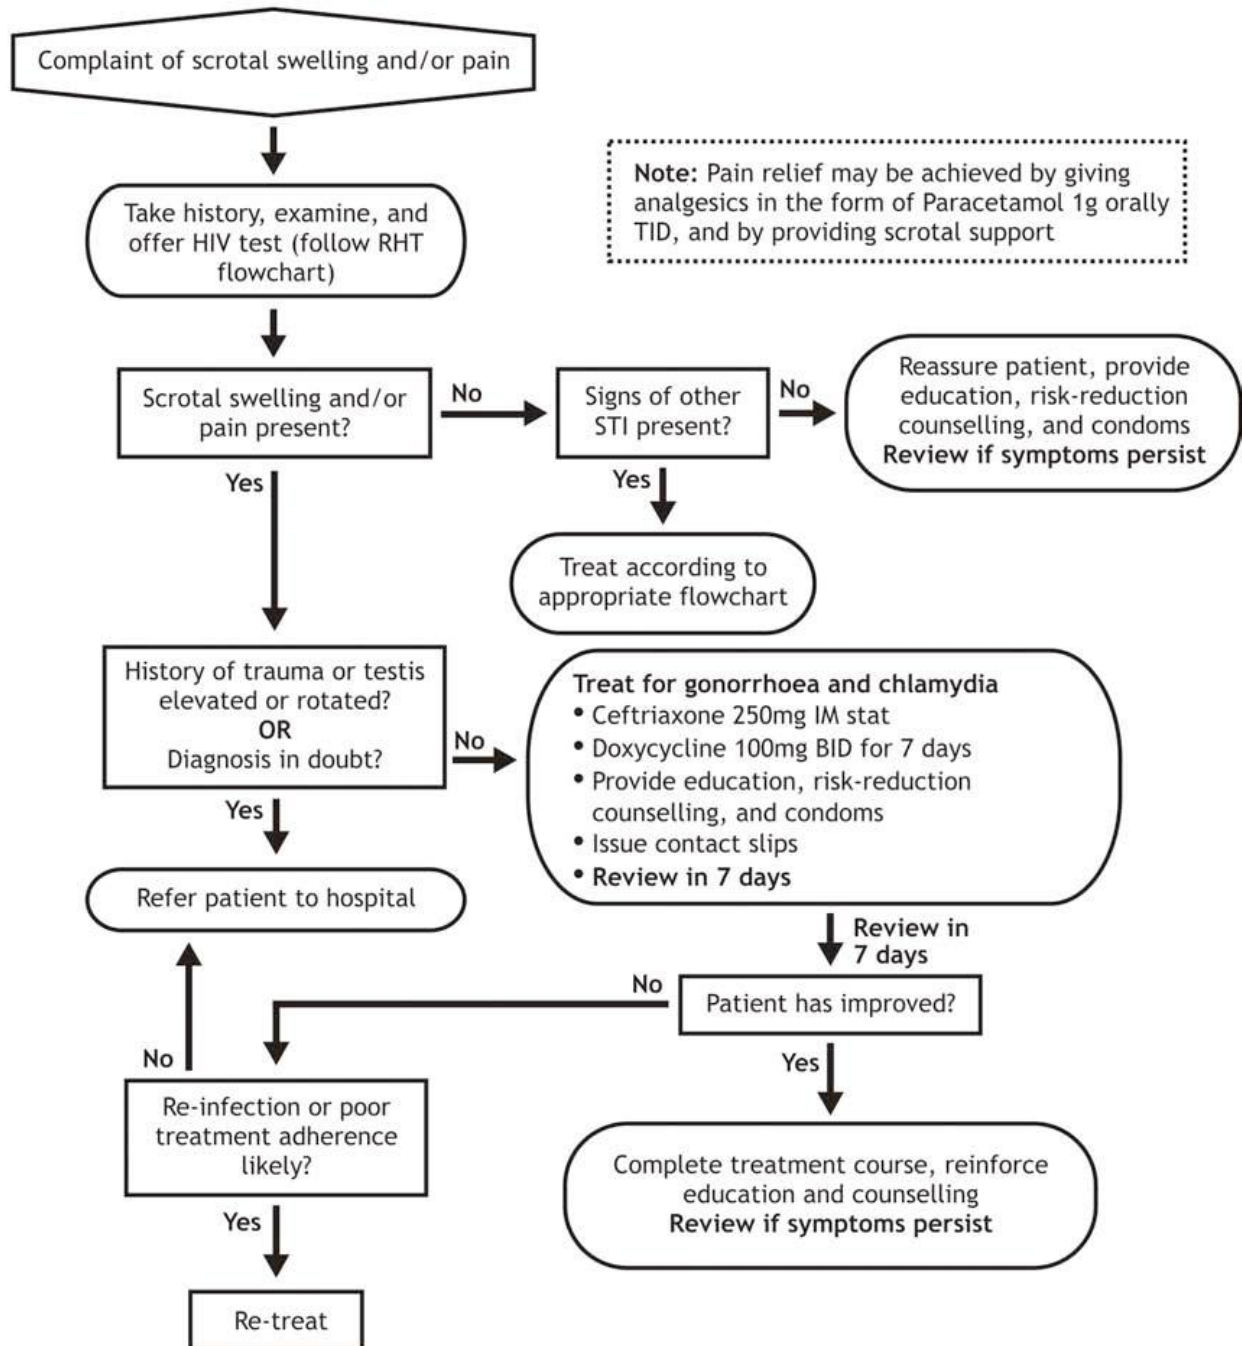 Complaint of scrotal swelling and/or pain
Note: Pain relief may be achieved by giving
analgesics in the form of Paracetamol 1g orally
TID, and by providing scrotal support
Take history, examine, and
offer HIV test (follow RHT
flowchart)
Scrotal swelling and/or
pain present?
No
Signs of other
STI present?
No
Reassure patient, provide
education, risk-reduction
counselling, and condoms
Review if symptoms persist
Yes
Yes
Treat according to
appropriate flowchart
History of trauma or testis
elevated or rotated?
OR
Diagnosis in doubt?
No
Treat for gonorrhoea and chlamydia
• Ceftriaxone 250mg IM stat
• Doxycycline 100mg BID for 7 days
• Provide education, risk-reduction
counselling, and condoms
• Issue contact slips
• Review in 7 days
Yes
Refer patient to hospital
Review in
7 days
No
Patient has improved?
No
Yes
Re-infection or poor
treatment adherence
likely?
Complete treatment course, reinforce
education and counselling
Review if symptoms persist
Yes
Re-treat